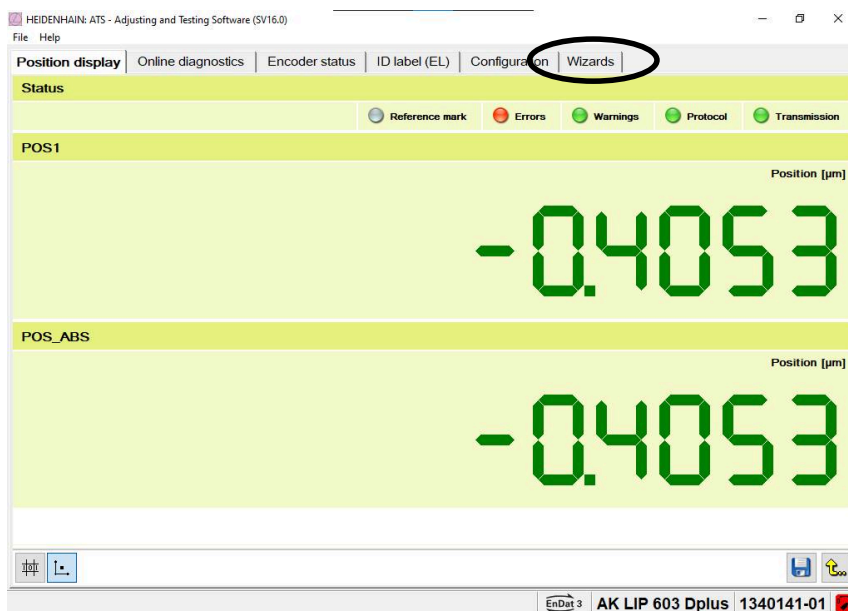 HEIDENHAIN: ATS - Adjusting and Testing Software (SV16.0)
File Help
Position display Online diagnostics Encoder status ID label (EL) Configuration Wizards
Status
Reference mark Errors Warnings Protocol Transmission
POS1
Position [µm]
-0.4053
POS_ABS
Position [µm]
-0.4053
EnDat 3 AK LIP 603 Dplus 1340141-01